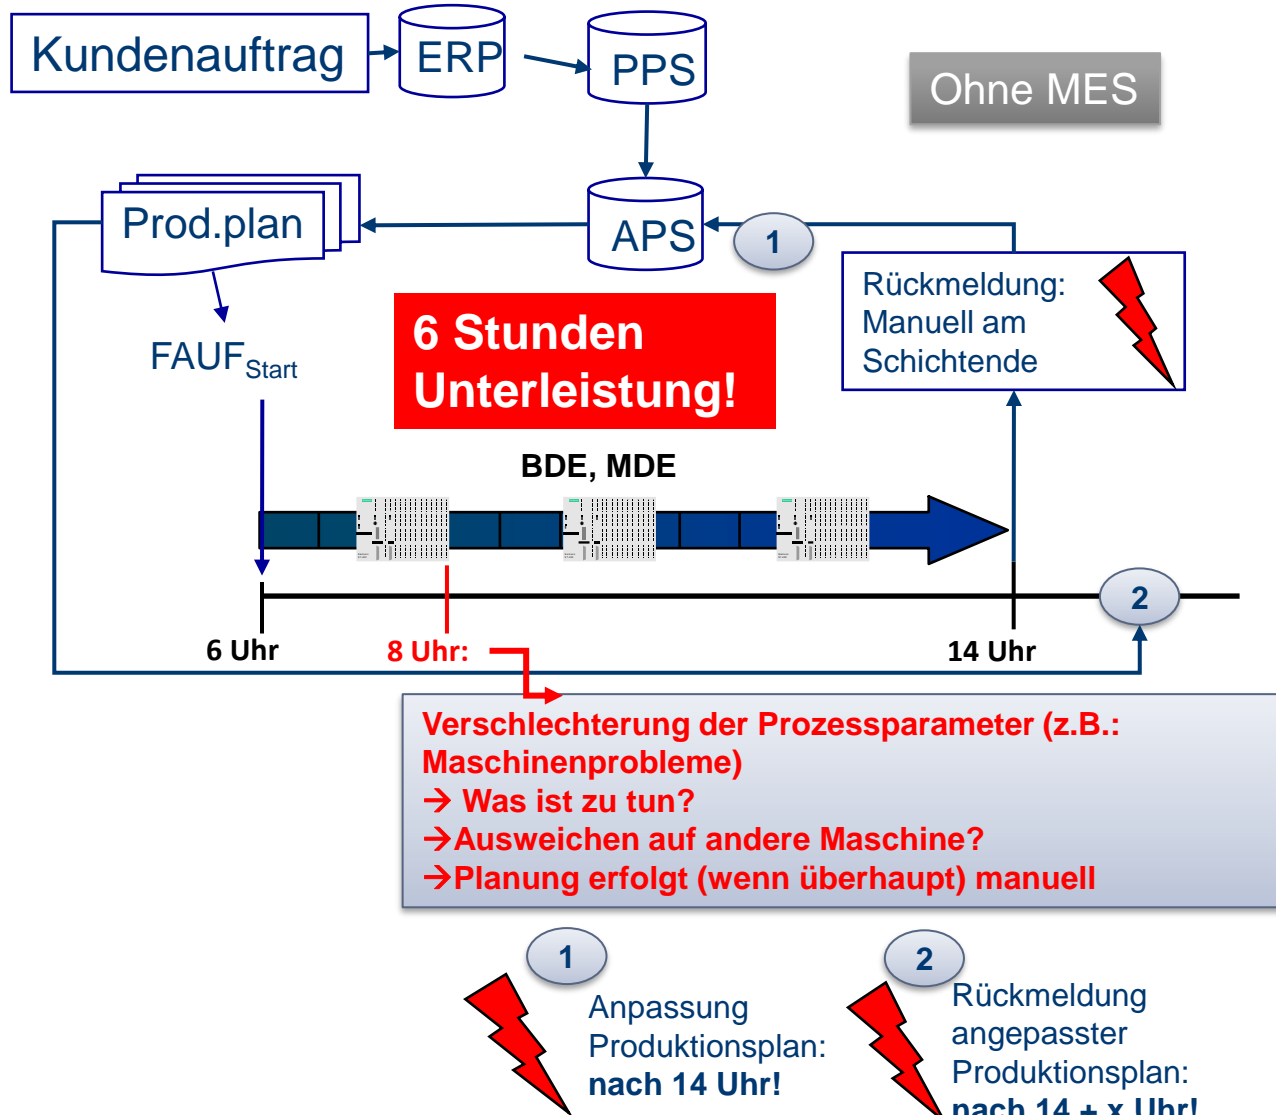 Kundenauftrag
ERP
PPS
Ohne MES
Prod.plan
APS
1
Rückmeldung:
Manuell am
Schichtende
FAUF Start
6 Stunden
Unterleistung!
BDE, MDE
2
6 Uhr
8 Uhr:
14 Uhr
Verschlechterung der Prozessparameter (z.B.:
Maschinenprobleme)
→ Was ist zu tun?
→Ausweichen auf andere Maschine?
→Planung erfolgt (wenn überhaupt) manuell
1
Anpassung
Produktionsplan:
nach 14 Uhr!
2
Rückmeldung
angepasster
Produktionsplan:
nach 14 + x Uhr!